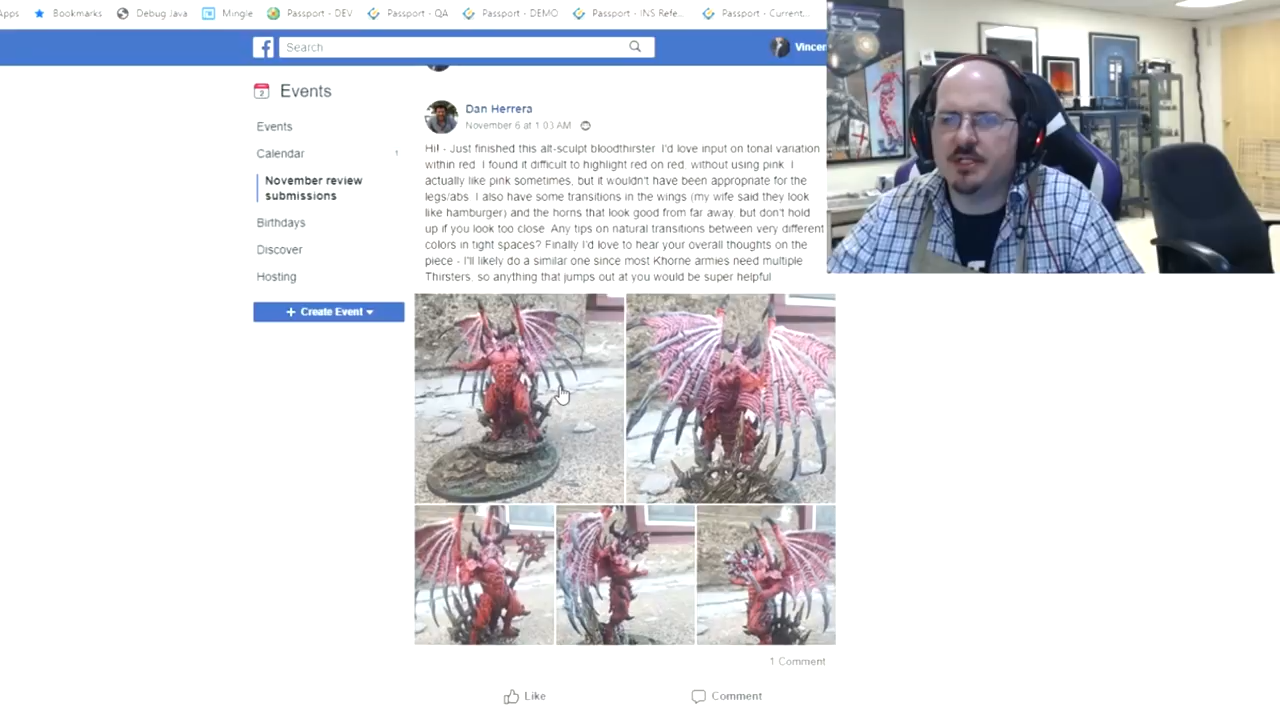 Apps Bookmarks Debug Java Mingle Passport - DEV Passport - QA Passport - DEMO Passport - INS Refe... Passport - Current,...
Search
Events
2
Dan Herrera
November 6 at 1:03 AM
Events
Calendar 1
November review
submissions
Birthdays
Discover
Hosting
+ Create Event
Hi! - Just finished this alt-sculpt bloodthirster. I'd love input on tonal variation
within red. I found it difficult to highlight red on red, without using pink. I
actually like pink sometimes, but it wouldn't have been appropriate for the
legs/abs. I also have some transitions in the wings (my wife said they look
like hamburger) and the horns that look good from far away, but don't hold
up if you look too close. Any tips on natural transitions between very different
colors in tight spaces? Finally I'd love to hear your overall thoughts on the
piece - I'll likely do a similar one since most Khorne armies need multiple
Thirsters, so anything that jumps out at you would be super helpful
1 Comment
Like Comment